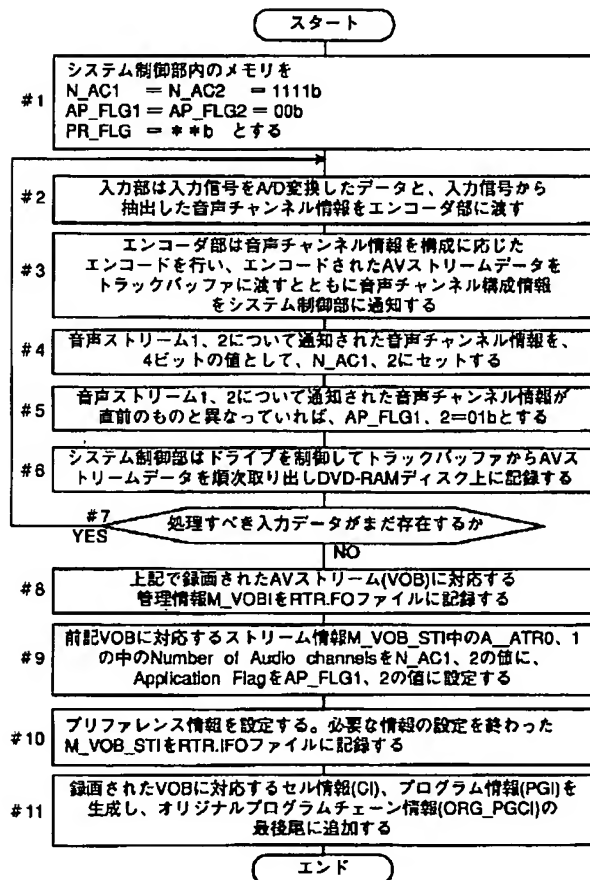 スタート
#1
システム制御部内のメモリを
N_AC1 = N_AC2 = 1111b
AP_FLG1 = AP_FLG2 = 00b
PR_FLG = **b とする
#2
入力部は入力信号をA/D変換したデータと、入力信号から
抽出した音声チャンネル情報をエンコーダ部に渡す
#3
エンコーダ部は音声チャンネル情報を構成に応じた
エンコードを行い、エンコードされたAVストリームデータを
トラックバッファに渡すとともに音声チャンネル構成情報
をシステム制御部に通知する
#4
音声ストリーム1、2について通知された音声チャンネル情報を、
4ビットの値として、N_AC1、2にセットする
#5
音声ストリーム1、2について通知された音声チャンネル情報が
直前のものと異なっていれば、AP_FLG1、2=01bとする
#6
システム制御部はドライブを制御してトラックバッファからAVス
トリームデータを順次取り出しDVD-RAMディスク上に記録する
#7
YES
処理すべき入力データがまだ存在するか
NO
#8
上記で録画されたAVストリーム(VOB)に対応する
管理情報M_VOBIをRTR.IFOファイルに記録する
#9
前記VOBに対応するストリーム情報M_VOB_STI中のA_ATR0、1
の中のNumber of Audio channelsをN_AC1、2の値に、
Application FlagをAP_FLG1、2の値に設定する
#10
プリファレンス情報を設定する。必要な情報の設定を終わった
M_VOB_STIをRTR.IFOファイルに記録する
#11
録画されたVOBに対応するセル情報(CI)、プログラム情報(PGI)を
生成し、オリジナルプログラムチェーン情報(ORG_PGCI)の
最後尾に追加する
エンド